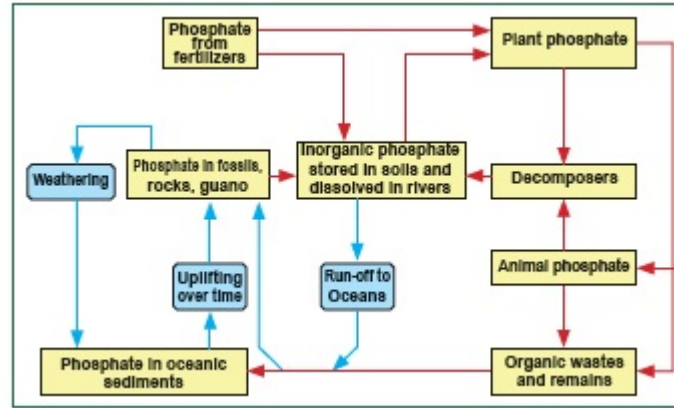 Phosphate
from
fertilizers
Plant phosphate
Weathering
Phosphate in fossils,
rocks, guano
Inorganic phosphate
stored in soils and
dissolved in rivers
Decomposers
Uplifting
over time
Run-off to
Oceans
Animal phosphate
Phosphate in oceanic
sediments
Organic wastes
and remains